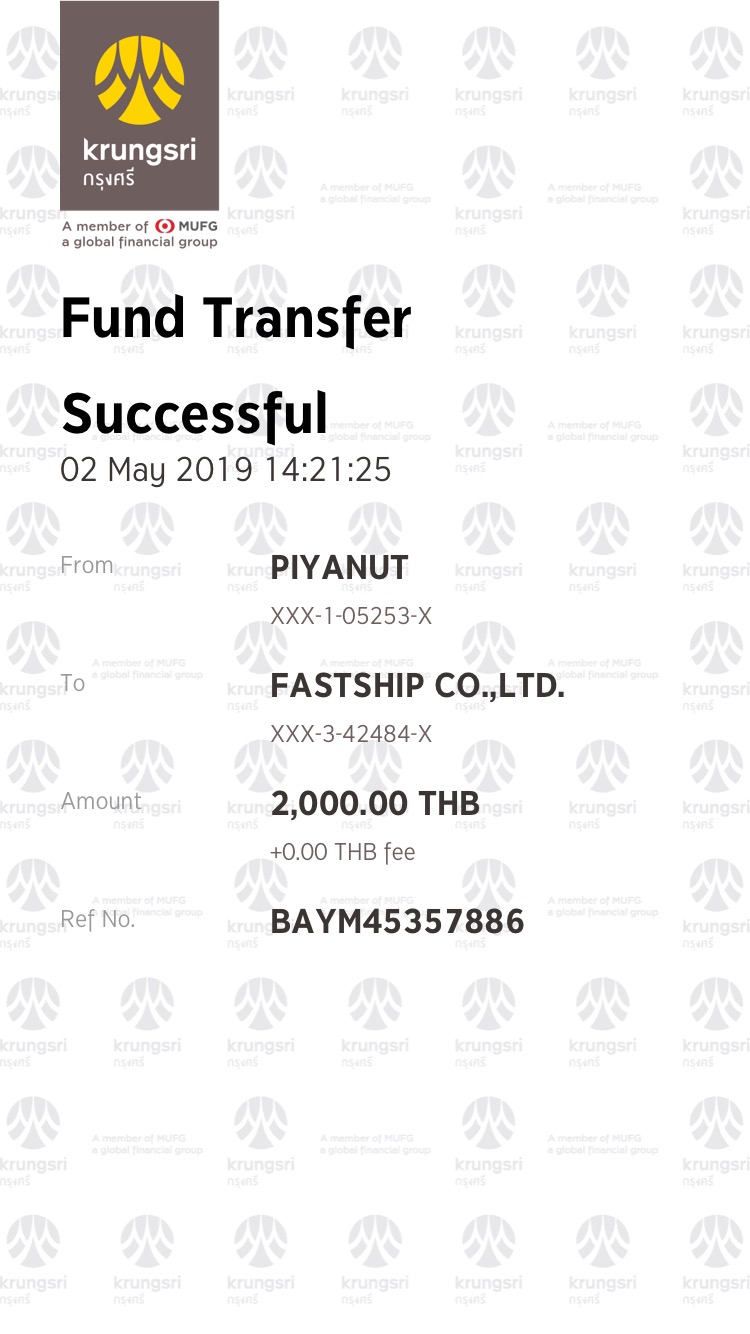 krungsri
กรุงศรี
A member of MUFG
a global financial group
Fund Transfer
Successful
02 May 2019 14:21:25
From PIYANUT
XXX-1-05253-X
To FASTSHIP CO.,LTD.
XXX-3-42484-X
Amount 2,000.00 THB
+0.00 THB fee
Ref No. BAYM45357886